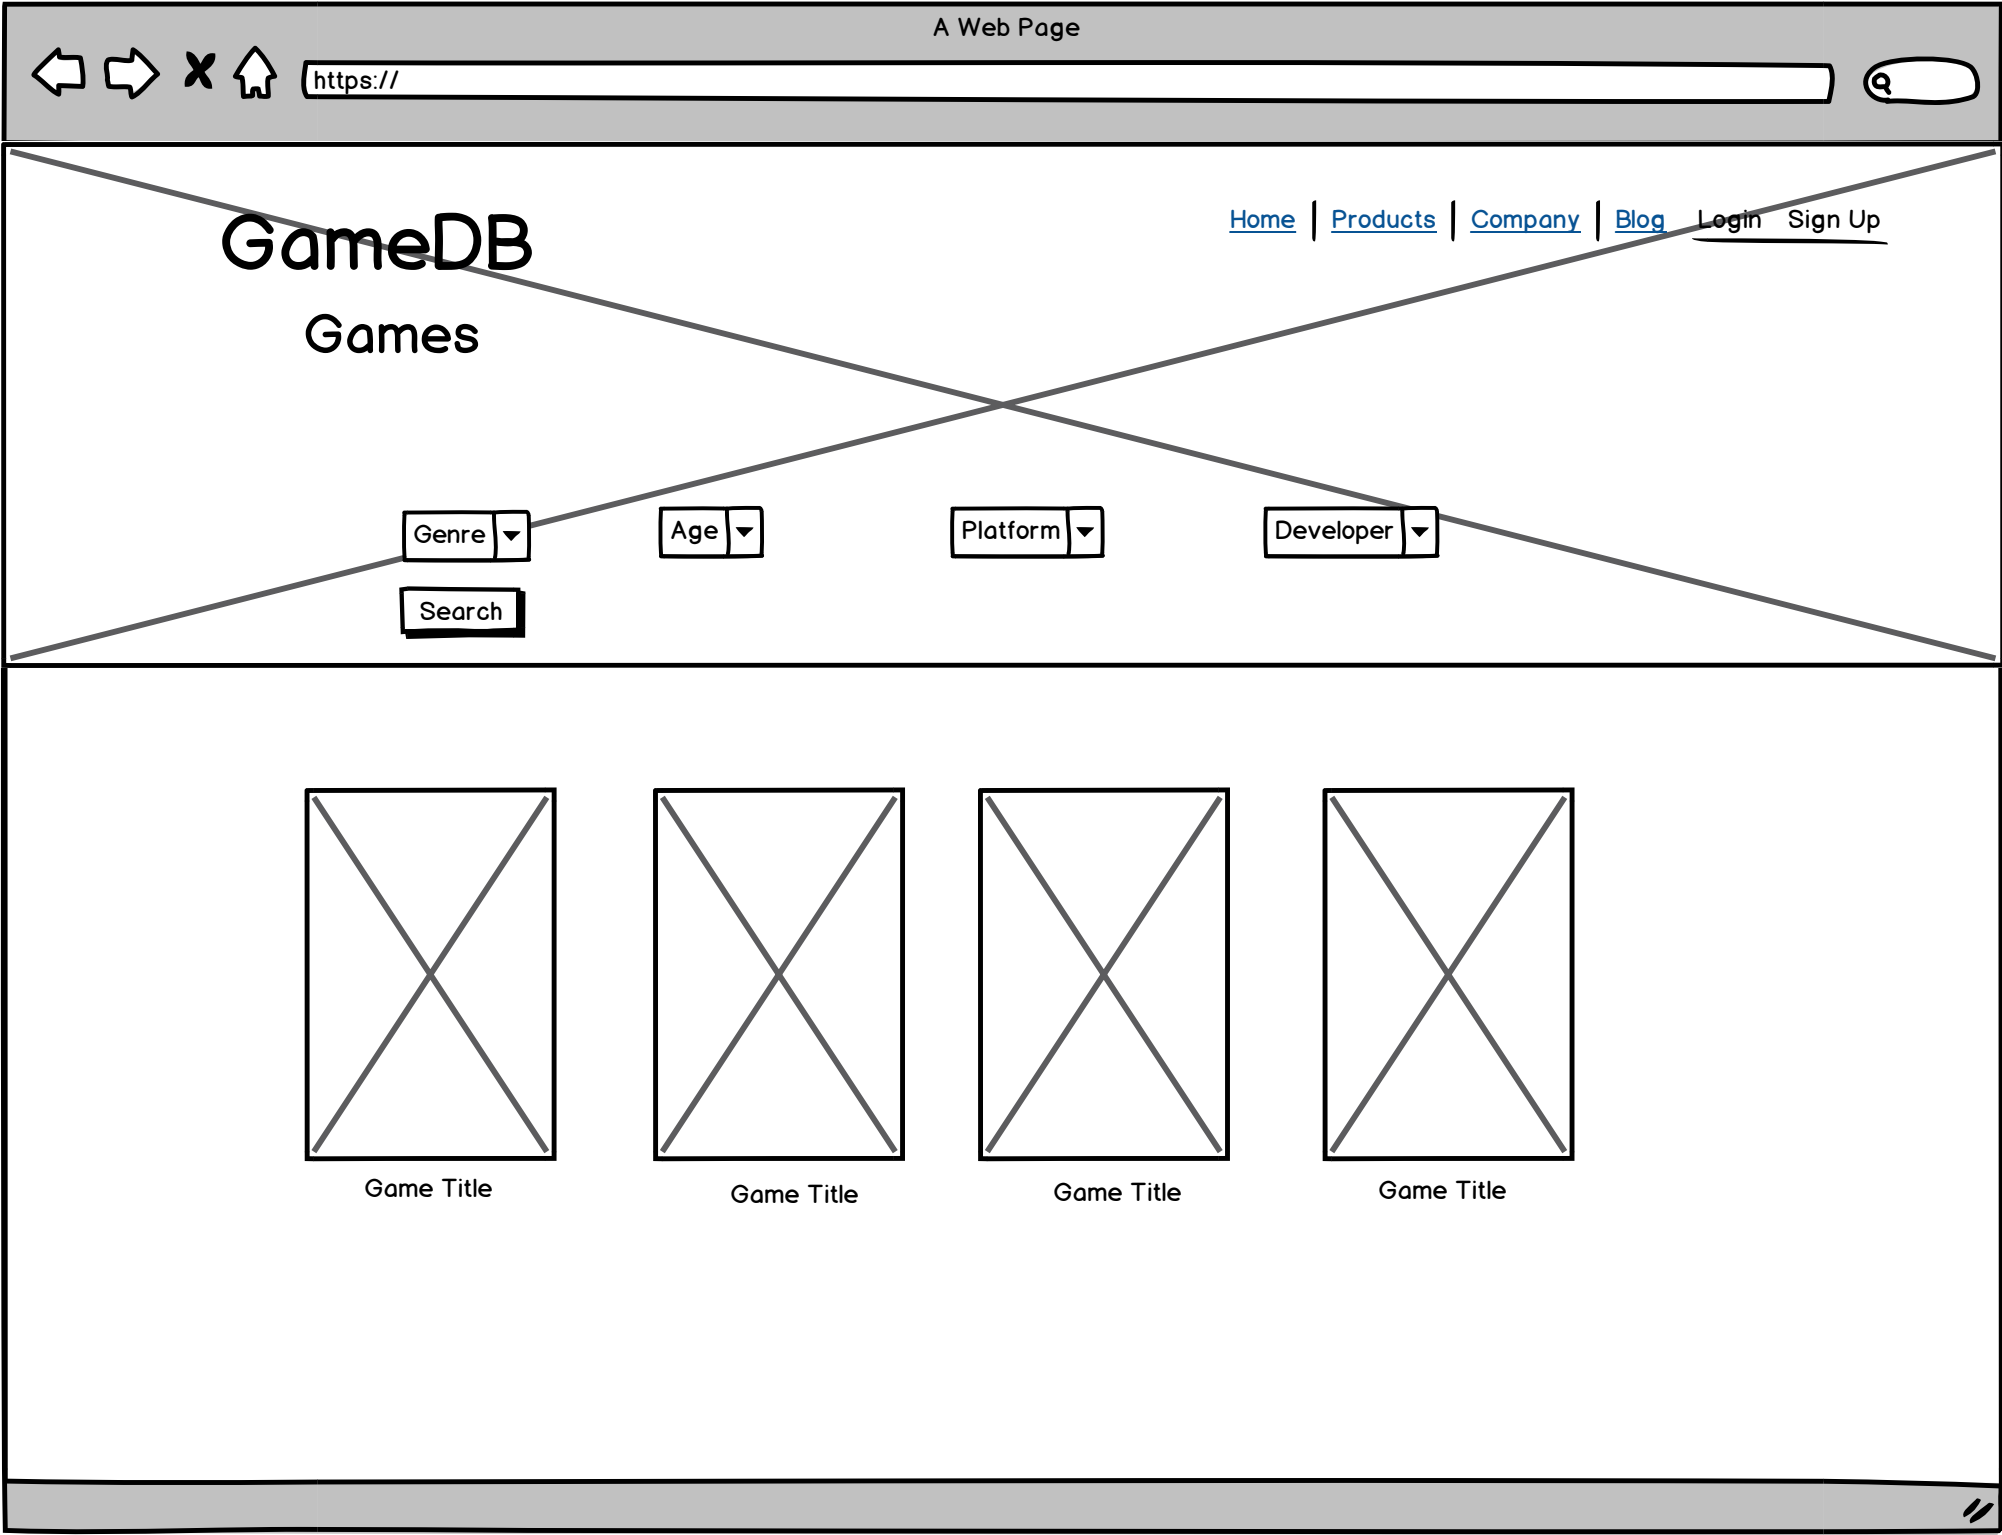 A Web Page
https://
GameDB
Home Products Company Blog Login Sign Up
Games
Genre Age Platform Developer
Search
Game Title Game Title Game Title Game Title